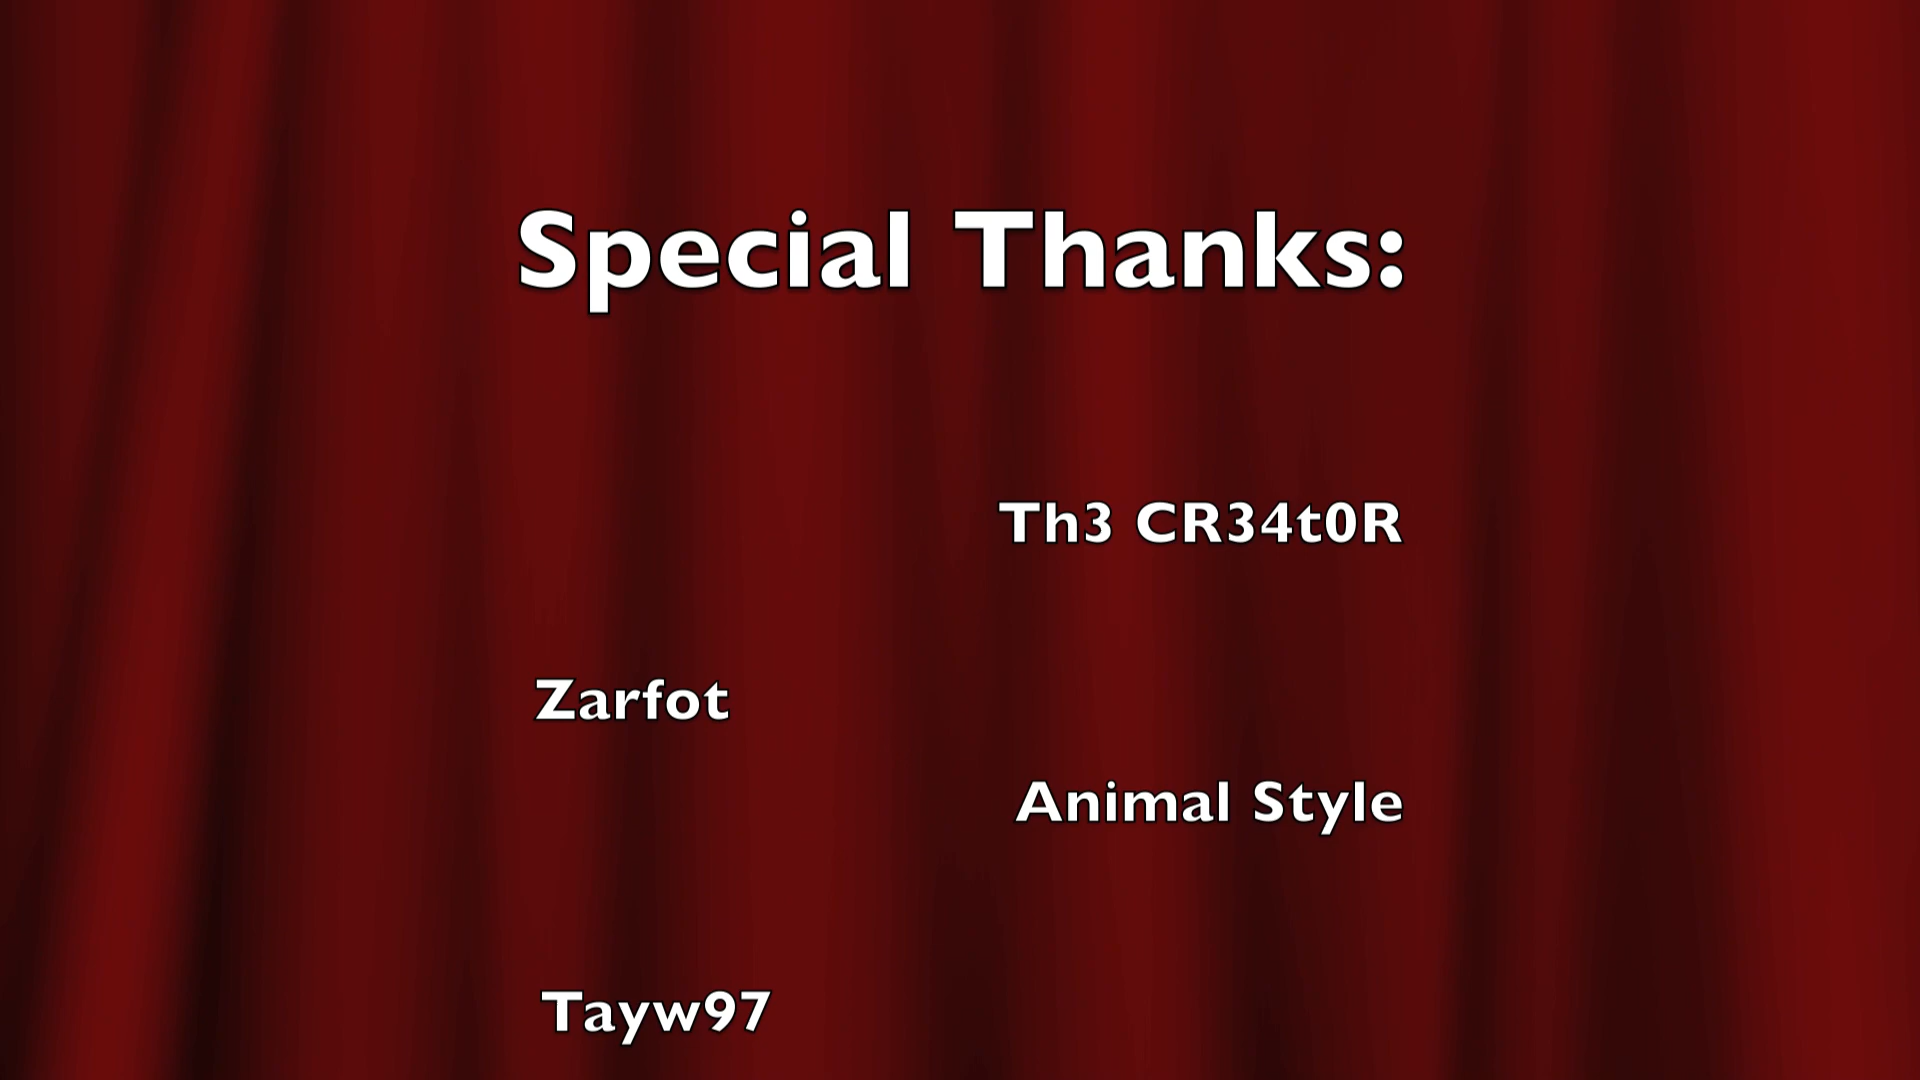 Special Thanks:
Th3 CR34t0R
Zarfot
Animal Style
Tayw97